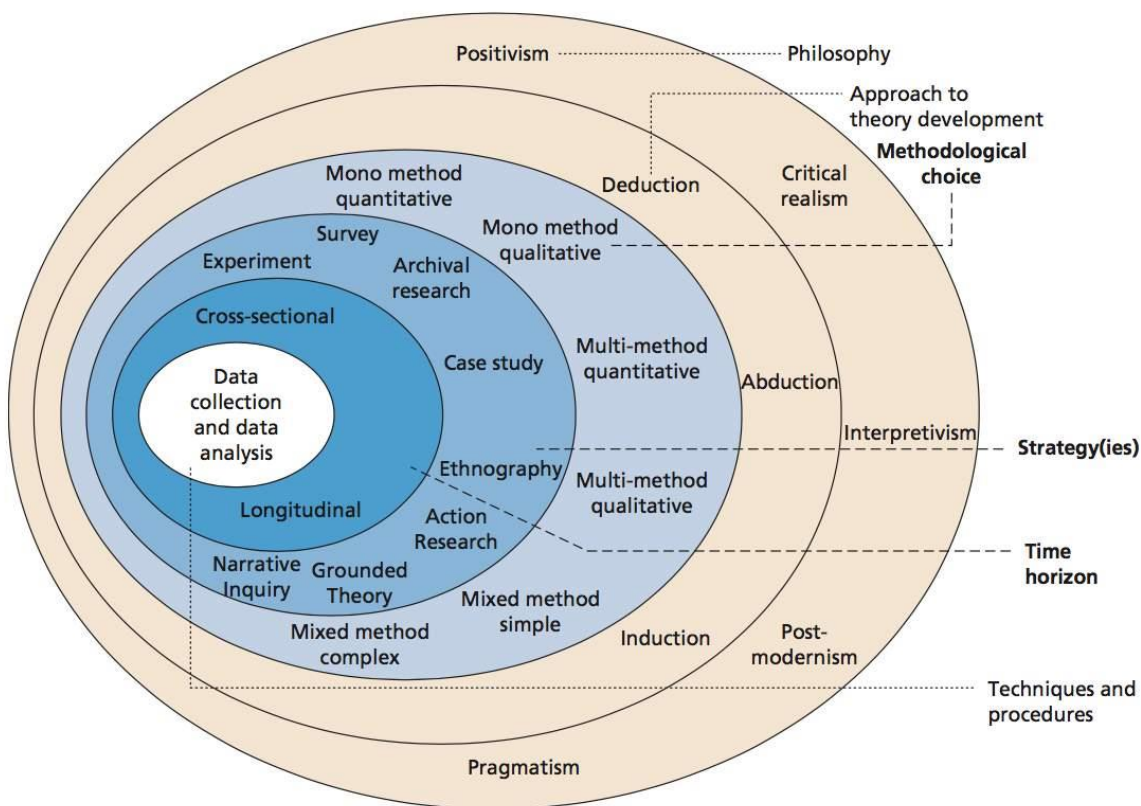 Positivism
Philosophy
Approach to
theory development
Methodological
choice
Mono method
quantitative
Deduction
Critical
realism
Survey
Mono method
qualitative
Experiment
Archival
research
Cross-sectional
Case study
Multi-method
quantitative
Data
collection
and data
analysis
Abduction
Interpretivism
Strategy(ies)
Ethnography
Multi-method
qualitative
Longitudinal
Action
Research
Time
horizon
Narrative
Inquiry
Grounded
Theory
Mixed method
simple
Mixed method
complex
Induction
Post-
modernism
Techniques and
procedures
Pragmatism